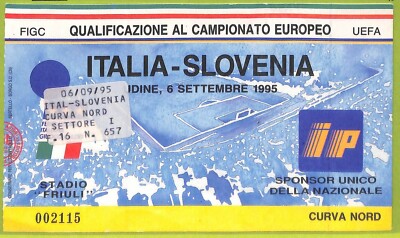 FIGC QUALIFICAZIONE AL CAMPIONATO EUROPEO UEFA
ITALIA-SLOVENIA
UDINE, 6 SETTEMBRE 1995
06/09/95
ITAL-SLOVENIA
CURVA NORD
SETTORE I
.16 N. 657
iP
STADIO
"FRIULI"
SPONSOR UNICO
DELLA NAZIONALE
002115
CURVA NORD